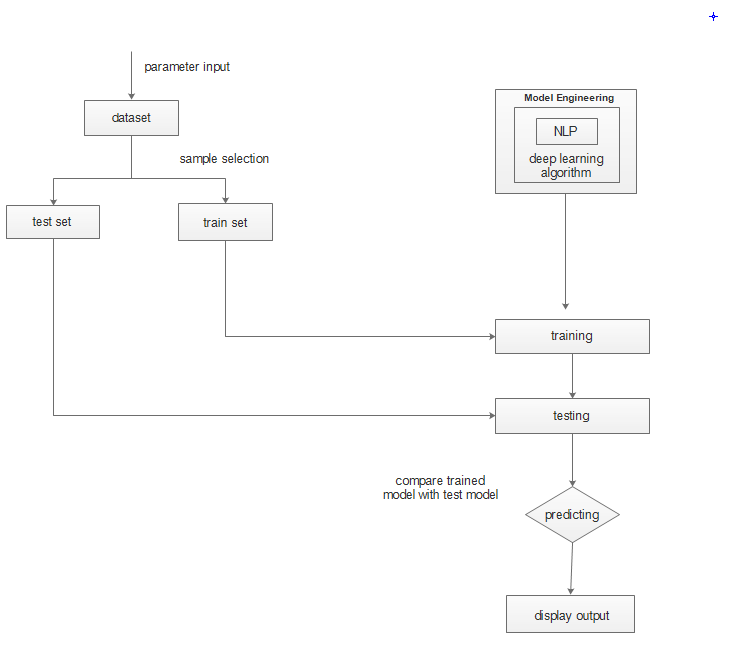 parameter input
dataset
sample selection
test set
train set
Model Engineering
NLP
deep learning
algorithm
training
testing
compare trained
model with test model
predicting
display output